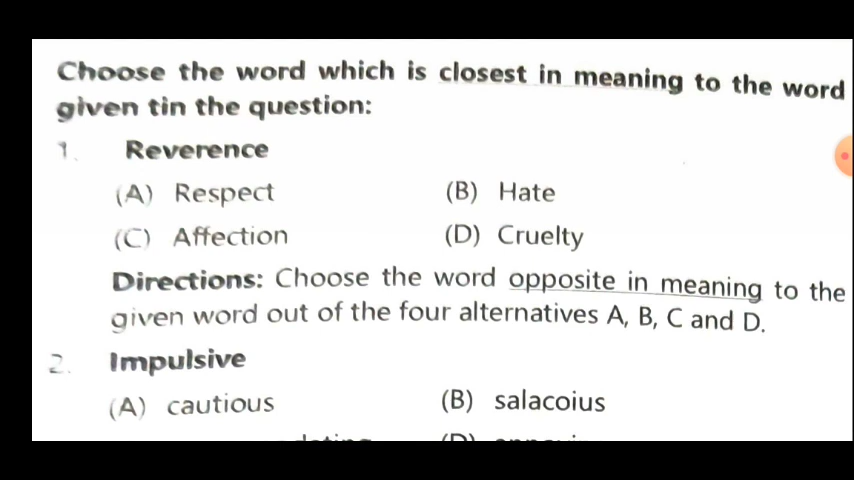 Choose the word which is closest in meaning to the word
given tin the question:
1. Reverence
(A) Respect (B) Hate
(C) Affection (D) Cruelty
Directions: Choose the word opposite in meaning to the
given word out of the four alternatives A, B, C and D.
2. Impulsive
(A) cautious (B) salacoius
(D)